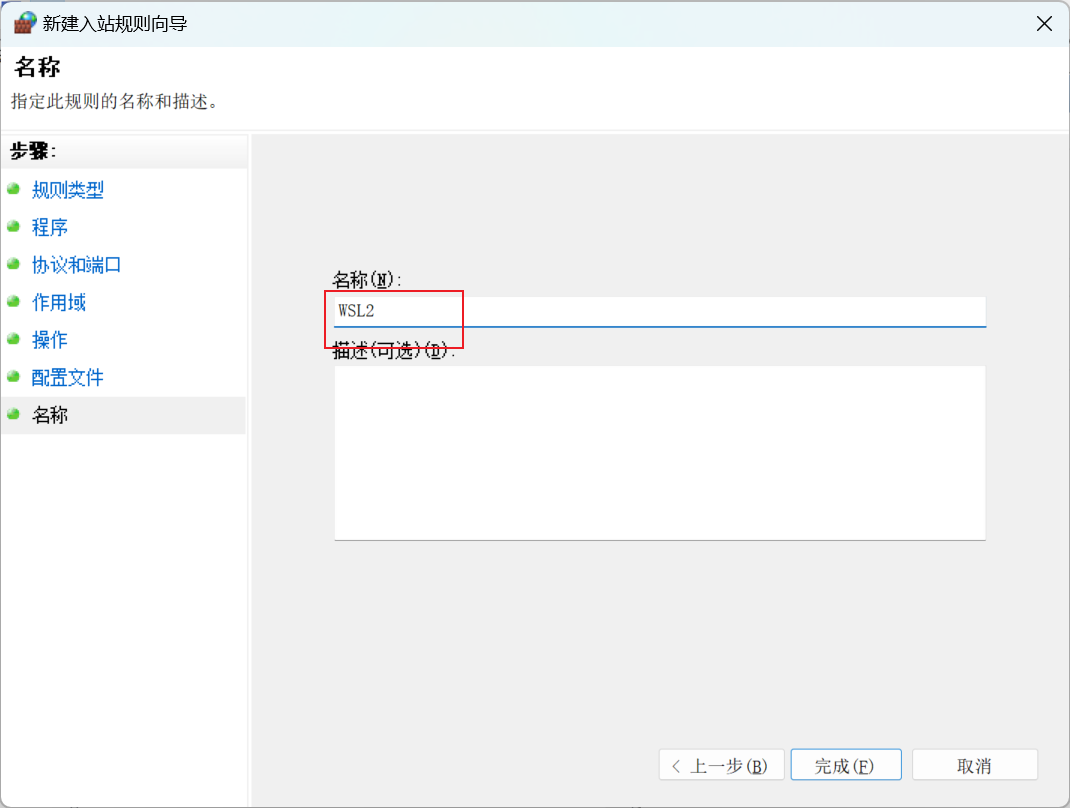 新建入站规则向导
名称
指定此规则的名称和描述。
步骤:
规则类型
程序
协议和端口
作用域
操作
配置文件
名称
名称(N):
WSL2
描述(可选)(D):
< 上一步(B)
完成(F)
取消